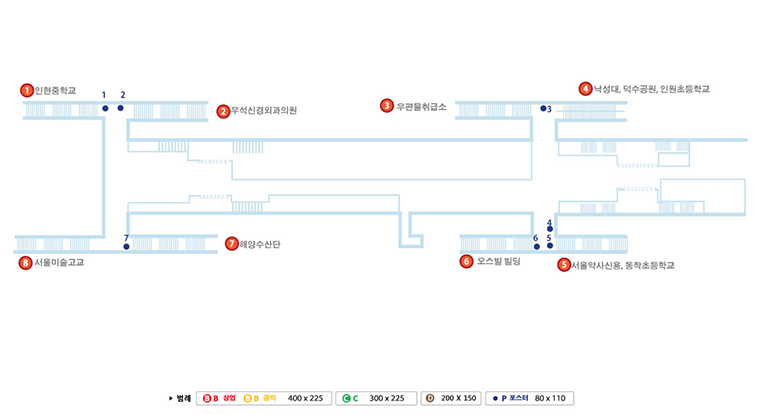 1 인헌중학교
1 2
2 우석신경외과의원
3 우편물취급소
3
4 낙성대, 덕수공원, 인원초등학교
7
4
6 5
8 서울미술고교
7 해양수산단
6 오스빌 빌딩
5 서울약사신용, 동작초등학교
범례 B B 상업 B B 공익 400 x 225 C C 300 x 225 D 200 X 150 P 포스터 80 x 110